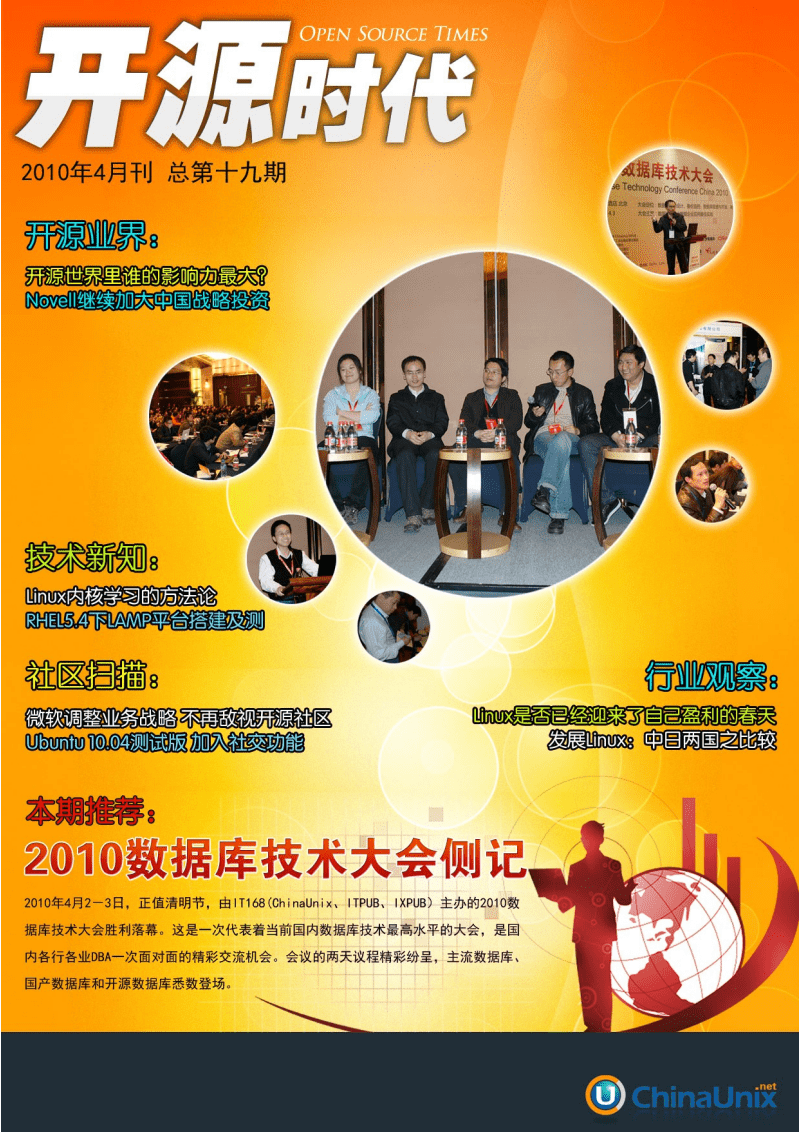 OPEN SOURCE TIMES
开源时代
2010年4月刊 总第十九期
数据库技术大会
se Technology Conference China 2010
开源业界：
开源世界里谁的影响力最大?
Novell继续加大中国战略投资
技术新知：
Linux内核学习的方法论
RHEL5.4下LAMP平台搭建及测
社区扫描：
微软调整业务战略 不再敌视开源社区
Ubuntu 10.04测试版 加入社交功能
行业观察：
Linux是否已经迎来了自己盈利的春天
发展Linux：中日两国之比较
本期推荐：
2010数据库技术大会侧记
2010年4月2－3日，正值清明节，由IT168(ChinaUnix、ITPUB、IXPUB）主办的2010数
据库技术大会胜利落幕。这是一次代表着当前国内数据库技术最高水平的大会，是国
内各行各业DBA一次面对面的精彩交流机会。会议的两天议程精彩纷呈，主流数据库、
国产数据库和开源数据库悉数登场。
U ChinaUnix.net